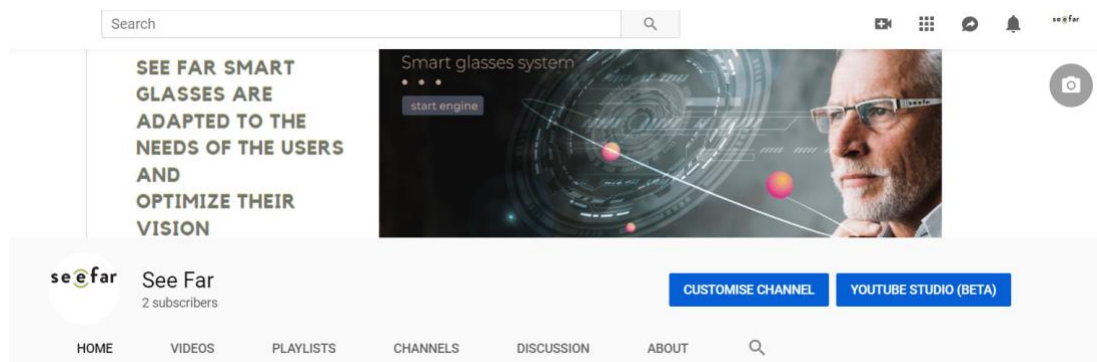 Search
seefar
SEE FAR SMART
GLASSES ARE
ADAPTED TO THE
NEEDS OF THE USERS
AND
OPTIMIZE THEIR
VISION
Smart glasses system
start engine
seefar
seefar
See Far
2 subscribers
CUSTOMISE CHANNEL
YOUTUBE STUDIO (BETA)
HOME VIDEOS PLAYLISTS CHANNELS DISCUSSION ABOUT